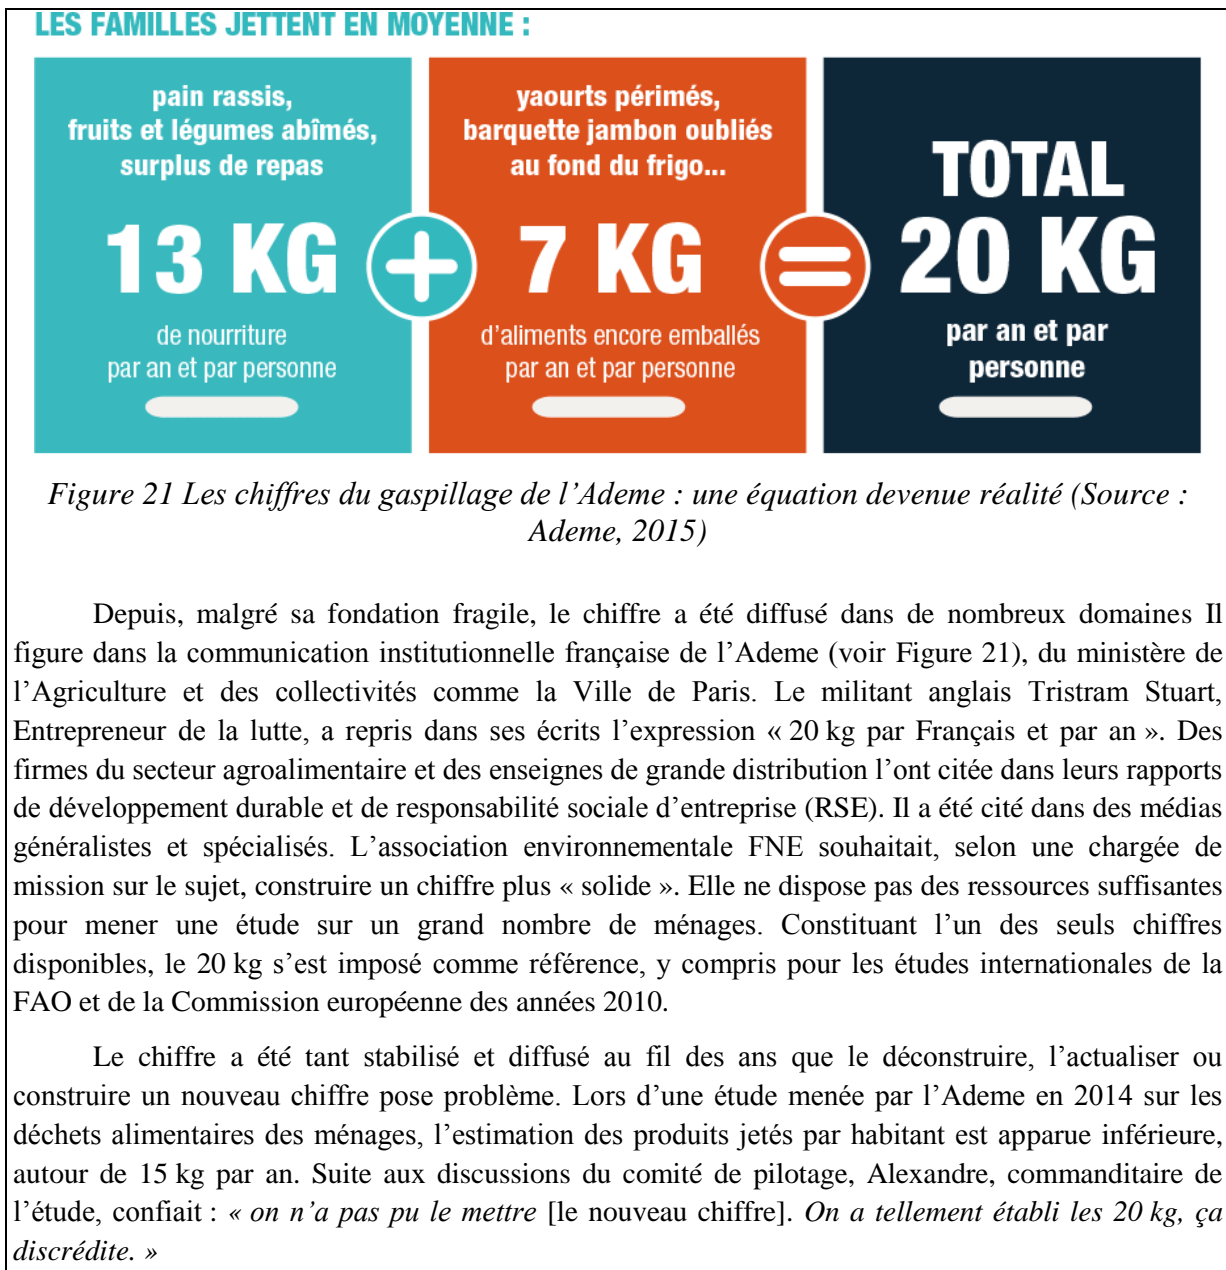 LES FAMILLES JETTENT EN MOYENNE :
pain rassis,
fruits et légumes abîmés,
surplus de repas
13 KG
de nourriture
par an et par personne
+
yaourts périmés,
barquette jambon oubliés
au fond du frigo...
7 KG
d'aliments encore emballés
par an et par personne
=
TOTAL
20 KG
par an et par
personne
Figure 21 Les chiffres du gaspillage de l'Ademe : une équation devenue réalité (Source :
Ademe, 2015)
Depuis, malgré sa fondation fragile, le chiffre a été diffusé dans de nombreux domaines Il
figure dans la communication institutionnelle française de l'Ademe (voir Figure 21), du ministère de
l'Agriculture et des collectivités comme la Ville de Paris. Le militant anglais Tristram Stuart,
Entrepreneur de la lutte, a repris dans ses écrits l'expression « 20 kg par Français et par an ». Des
firmes du secteur agroalimentaire et des enseignes de grande distribution l'ont citée dans leurs rapports
de développement durable et de responsabilité sociale d'entreprise (RSE). Il a été cité dans des médias
généralistes et spécialisés. L'association environnementale FNE souhaitait, selon une chargée de
mission sur le sujet, construire un chiffre plus « solide ». Elle ne dispose pas des ressources suffisantes
pour mener une étude sur un grand nombre de ménages. Constituant l'un des seuls chiffres
disponibles, le 20 kg s'est imposé comme référence, y compris pour les études internationales de la
FAO et de la Commission européenne des années 2010.
Le chiffre a été tant stabilisé et diffusé au fil des ans que le déconstruire, l'actualiser ou
construire un nouveau chiffre pose problème. Lors d'une étude menée par l'Ademe en 2014 sur les
déchets alimentaires des ménages, l'estimation des produits jetés par habitant est apparue inférieure,
autour de 15 kg par an. Suite aux discussions du comité de pilotage, Alexandre, commanditaire de
l'étude, confiait : « on n'a pas pu le mettre [le nouveau chiffre]. On a tellement établi les 20 kg, ça
discrédite. »